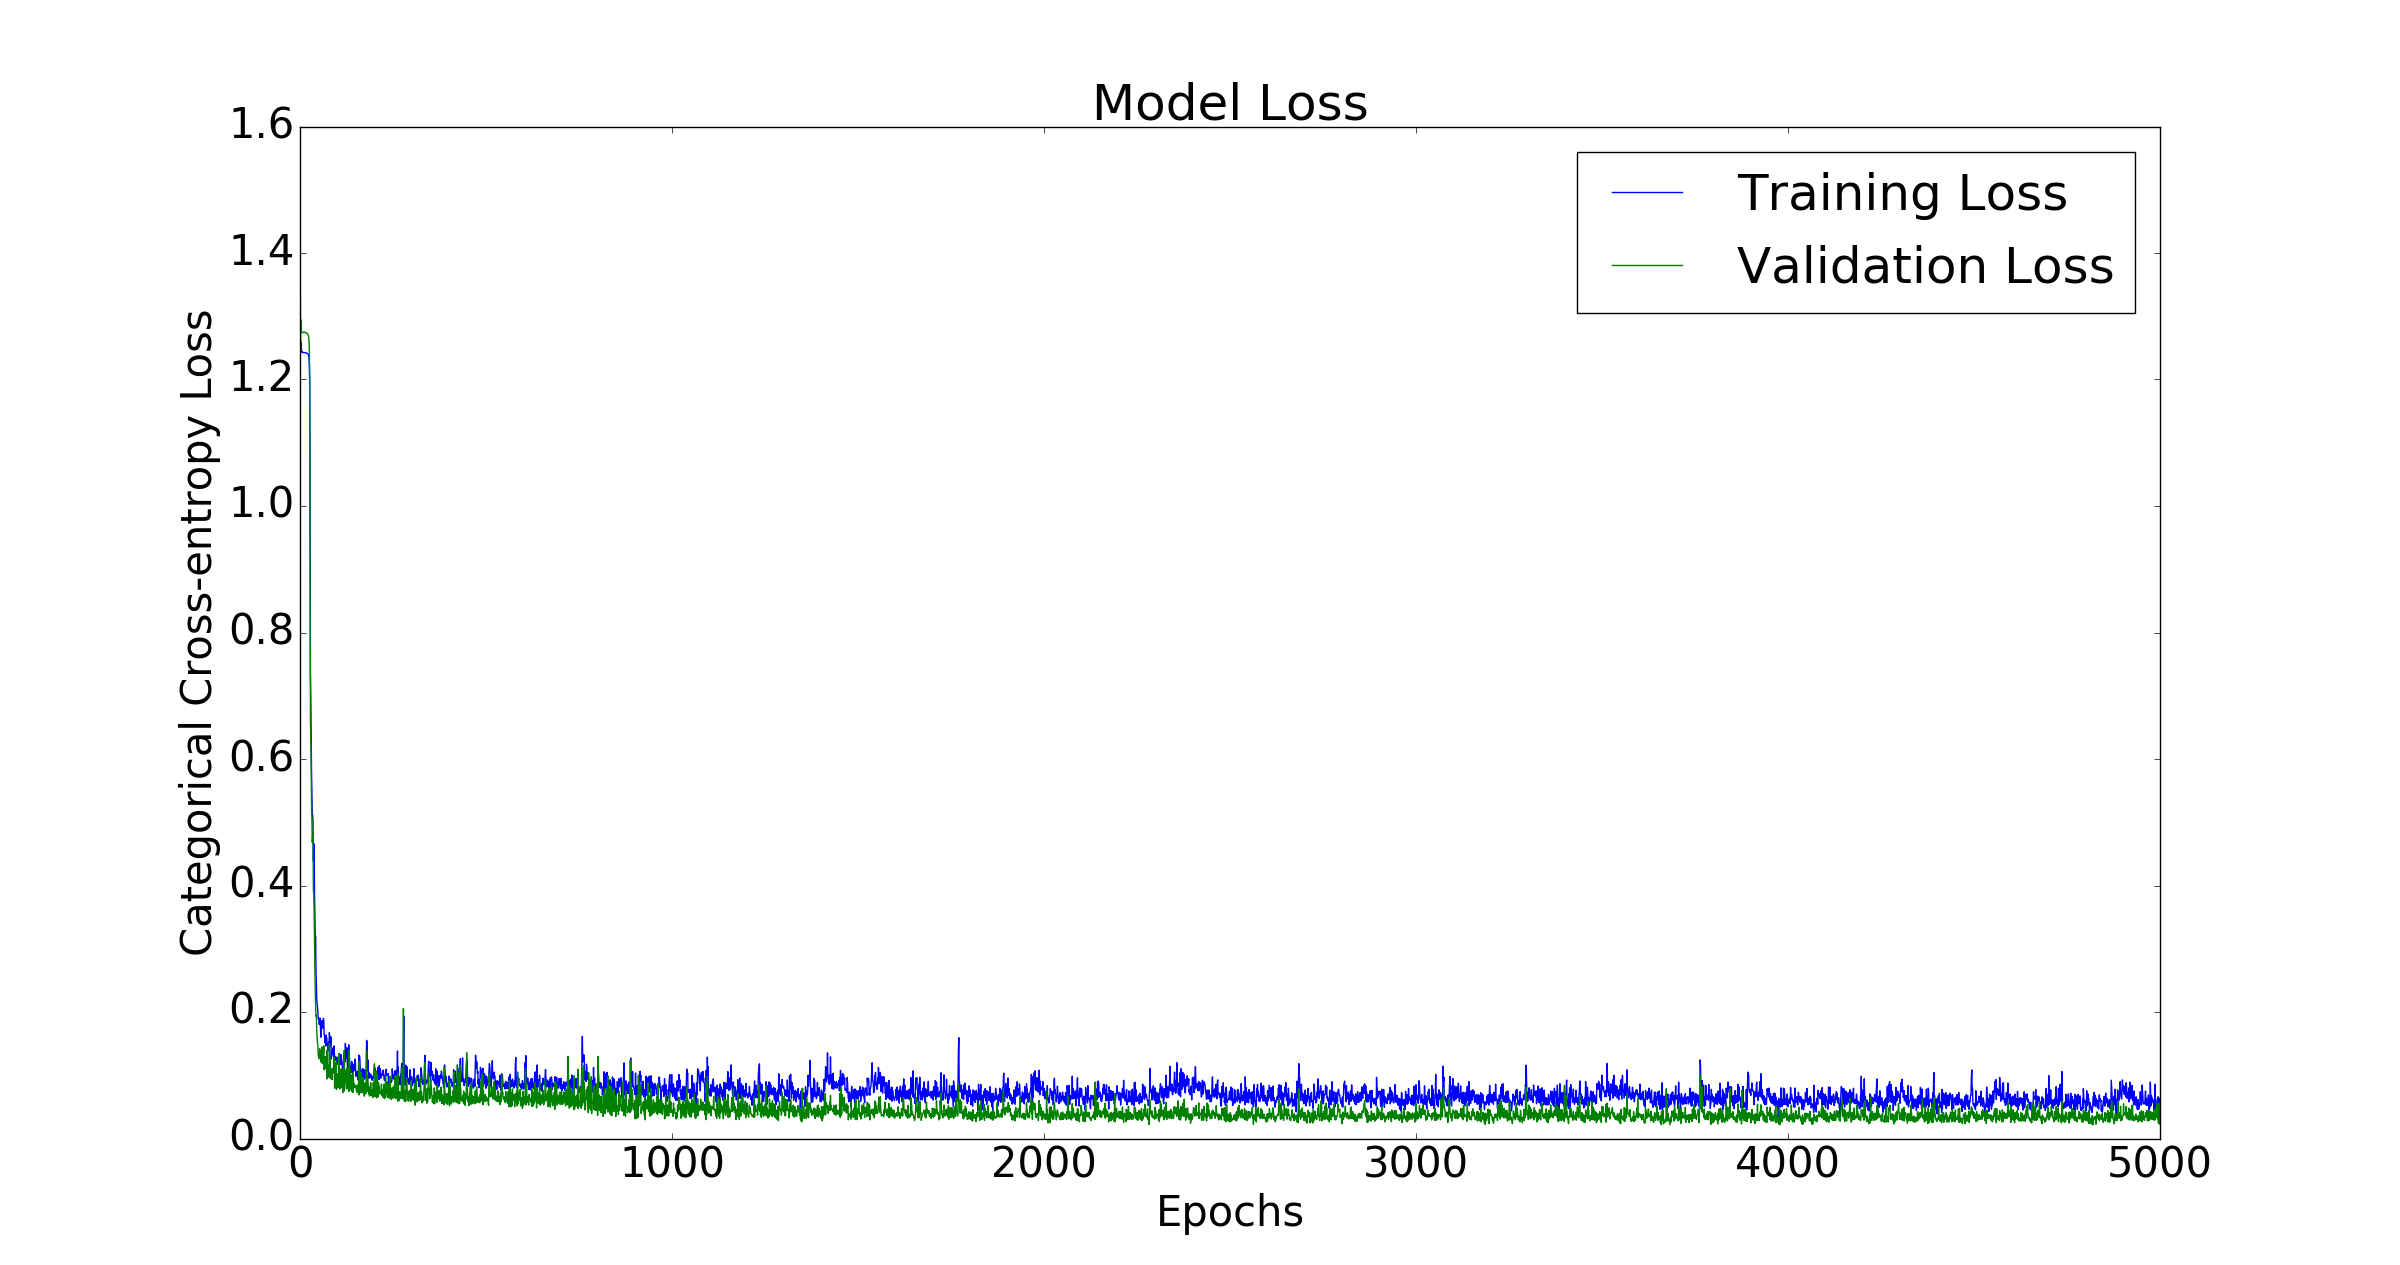 Model Loss
1.6
1.4
1.2
1.0
0.8
0.6
0.4
0.2
0.0
Categorical Cross-entropy Loss
Training Loss
Validation Loss
0 1000 2000 3000 4000 5000
Epochs